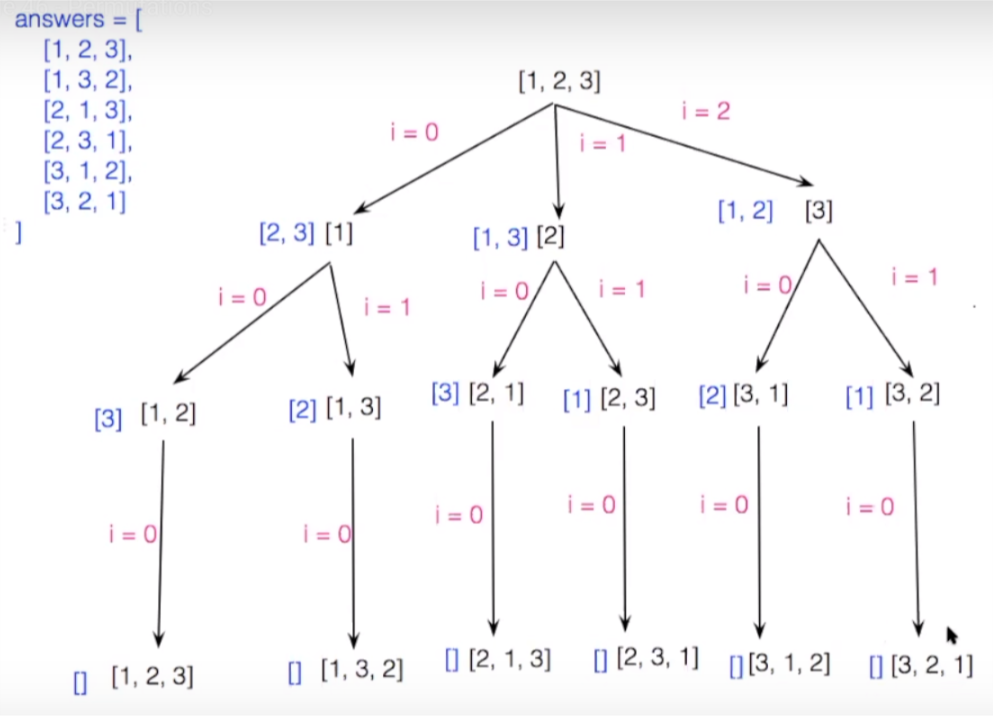 answers = [
[1, 2, 3],
[1, 3, 2],
[2, 1, 3],
[2, 3, 1],
[3, 1, 2],
[3, 2, 1]
]
[1, 2, 3]
i = 0
i = 1
i = 2
[2, 3] [1]
[1, 3] [2]
[1, 2] [3]
i = 0
i = 1
i = 0
i = 1
i = 0
i = 1
[3] [1, 2]
[2] [1, 3]
[3] [2, 1]
[1] [2, 3]
[2] [3, 1]
[1] [3, 2]
i = 0
i = 0
i = 0
i = 0
i = 0
i = 0
[] [1, 2, 3]
[] [1, 3, 2]
[] [2, 1, 3]
[] [2, 3, 1]
[] [3, 1, 2]
[] [3, 2, 1]